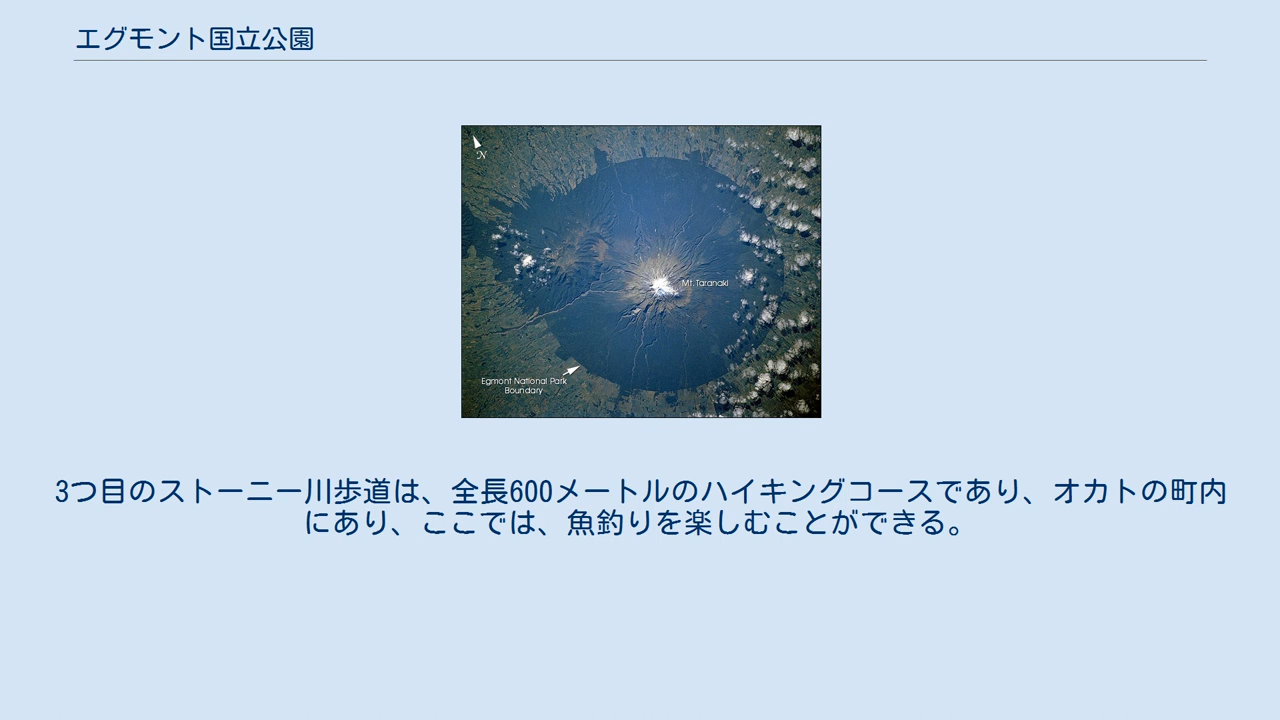 エグモント国立公園
N
Mt. Taranaki
Egmont National Park
Boundary
3つ目のストーニー川歩道は、全長600メートルのハイキングコースであり、オカトの町内
にあり、ここでは、魚釣りを楽しむことができる。